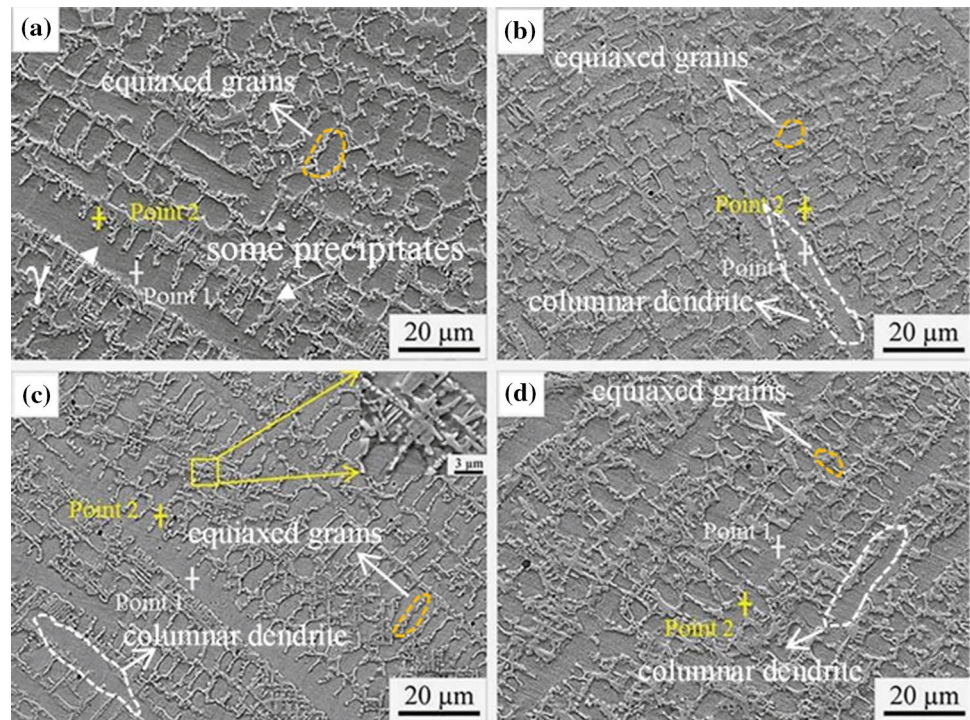 (a)
equiaxed grains
Point 2
some precipitates
γ
Point 1
20 μm
(b)
equiaxed grains
Point 2
Point 1
columnar dendrite
20 μm
(c)
3 μm
Point 2
equiaxed grains
Point 1
columnar dendrite
20 μm
(d)
equiaxed grains
Point 1
Point 2
columnar dendrite
20 μm